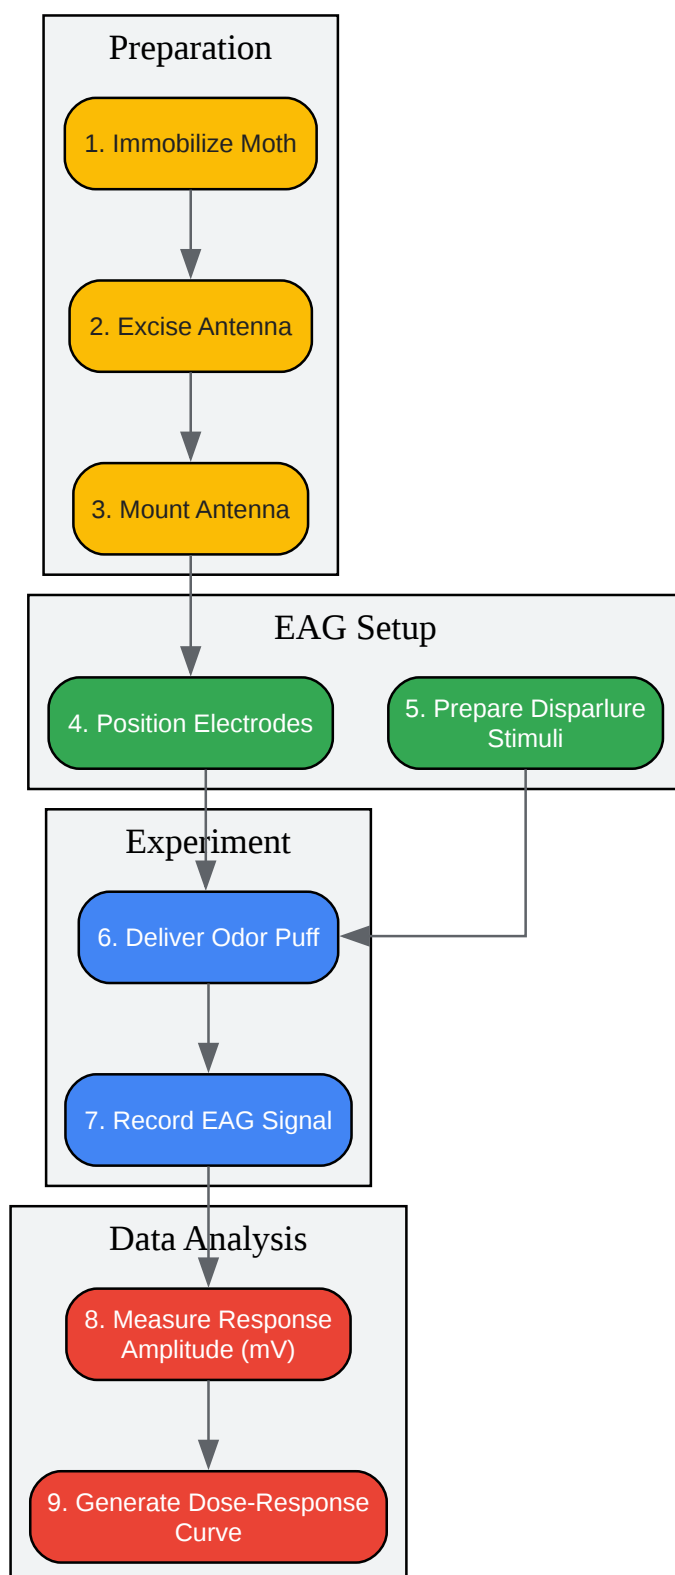 Preparation
1. Immobilize Moth
2. Excise Antenna
3. Mount Antenna
EAG Setup
4. Position Electrodes
5. Prepare Disparlure
Stimuli
Experiment
6. Deliver Odor Puff
7. Record EAG Signal
Data Analysis
8. Measure Response
Amplitude (mV)
9. Generate Dose-Response
Curve